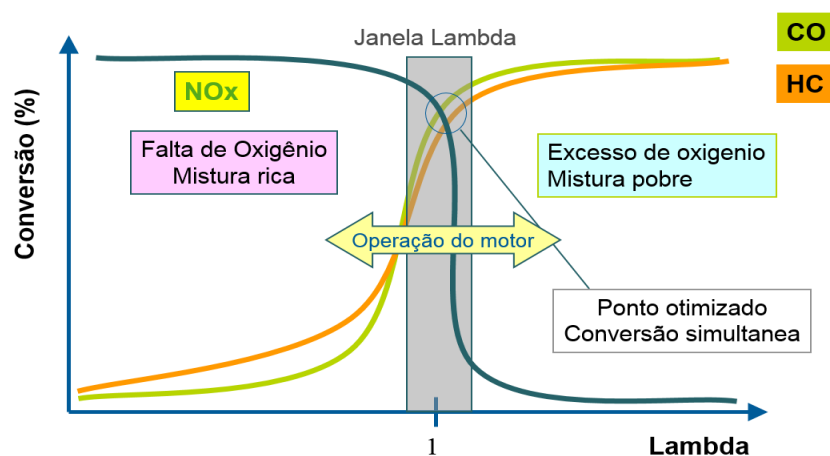 Janela Lambda
CO
HC
NOx
Conversão (%)
Falta de Oxigênio
Mistura rica
Excesso de oxigenio
Mistura pobre
Operação do motor
Ponto otimizado
Conversão simultanea
1
Lambda